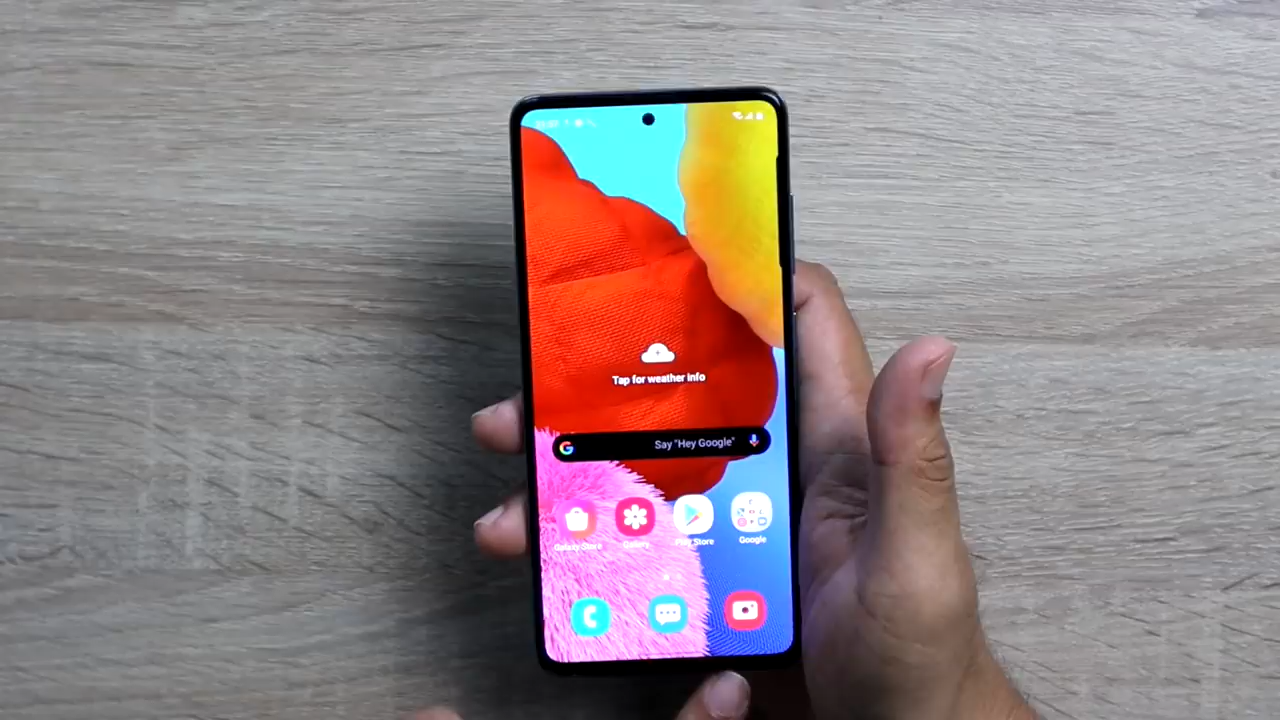 Tap for weather info
Say "Hey Google"
Galaxy Store
Gallery
Play Store
Google